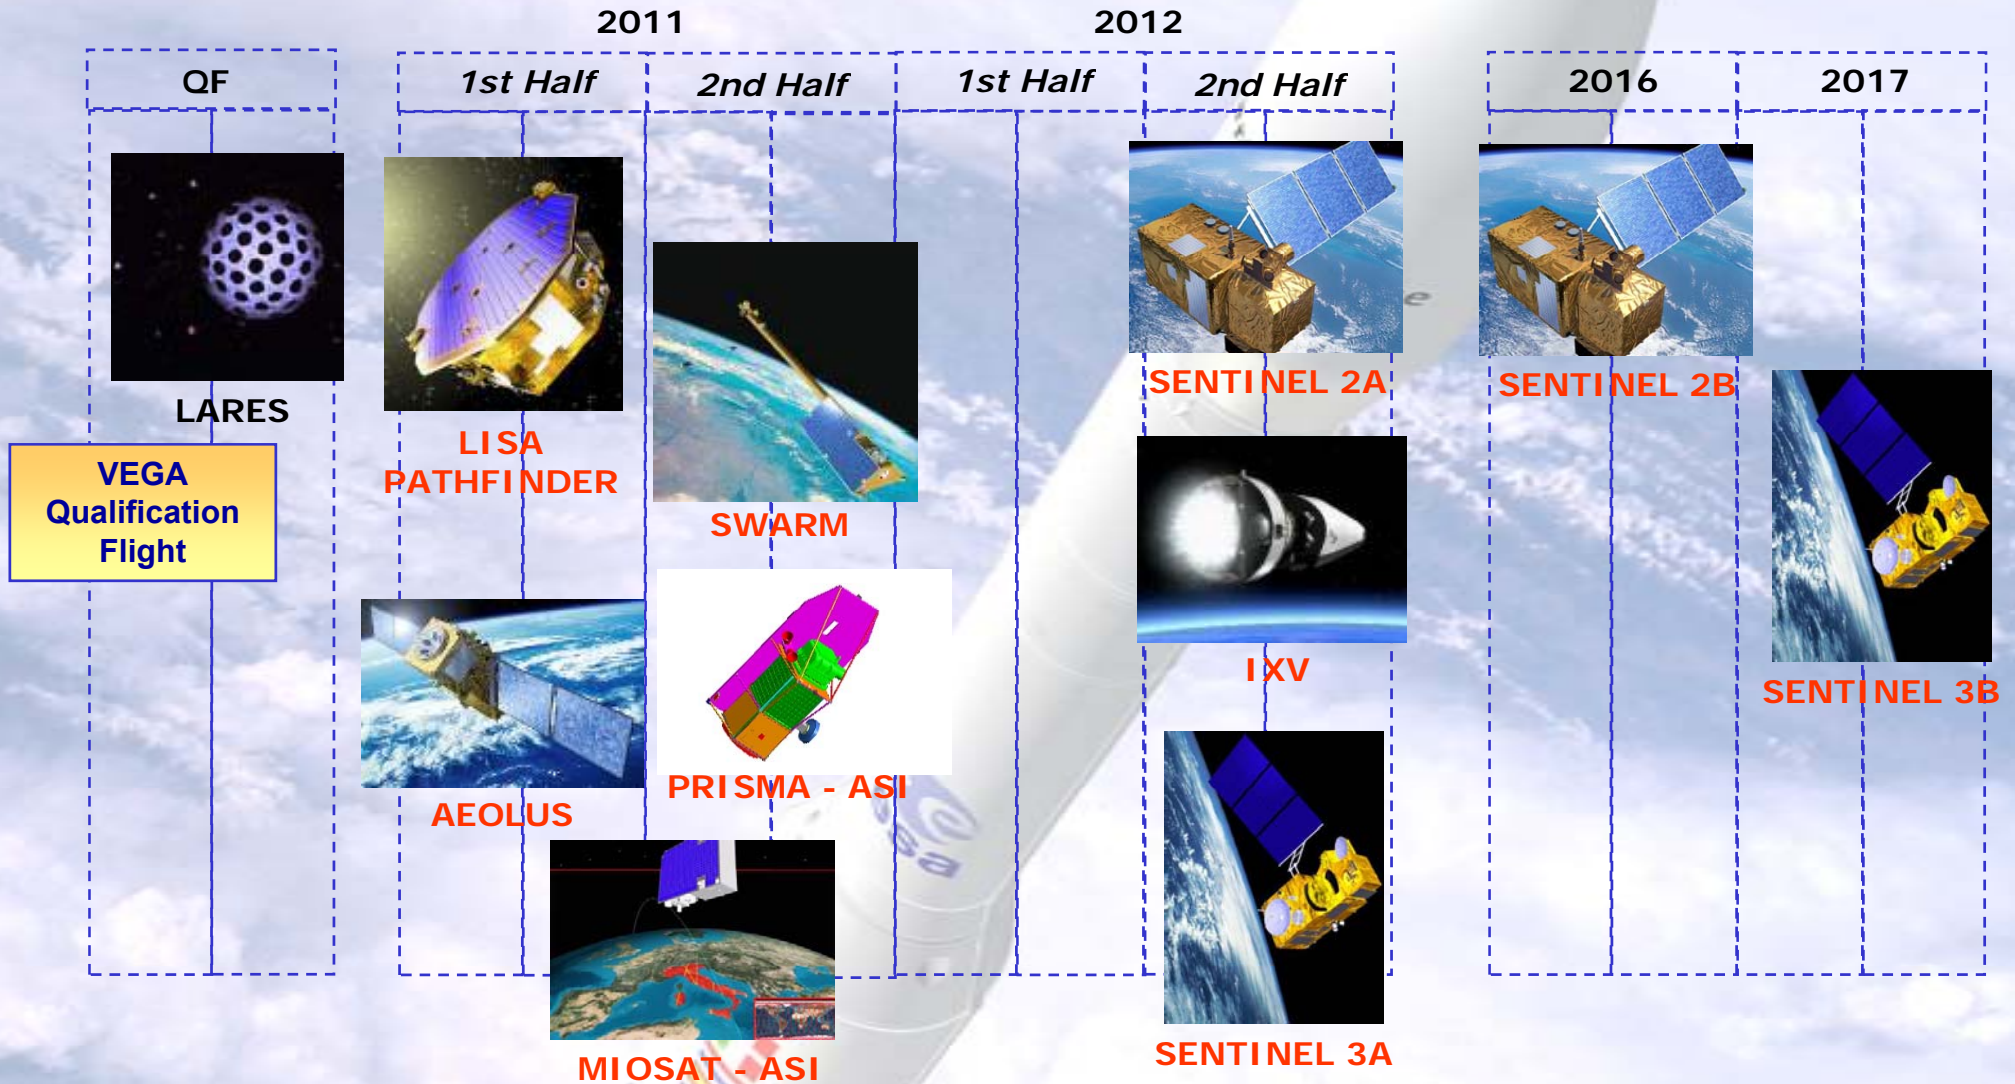 2011
2012
QF
1st Half
2nd Half
1st Half
2nd Half
2016
2017
LARES
VEGA
Qualification
Flight
LISA
PATHFINDER
AEOLUS
SWARM
PRISMA - ASI
MIOSAT - ASI
SENTINEL 2A
IXV
SENTINEL 3A
SENTINEL 2B
SENTINEL 3B
esa
e